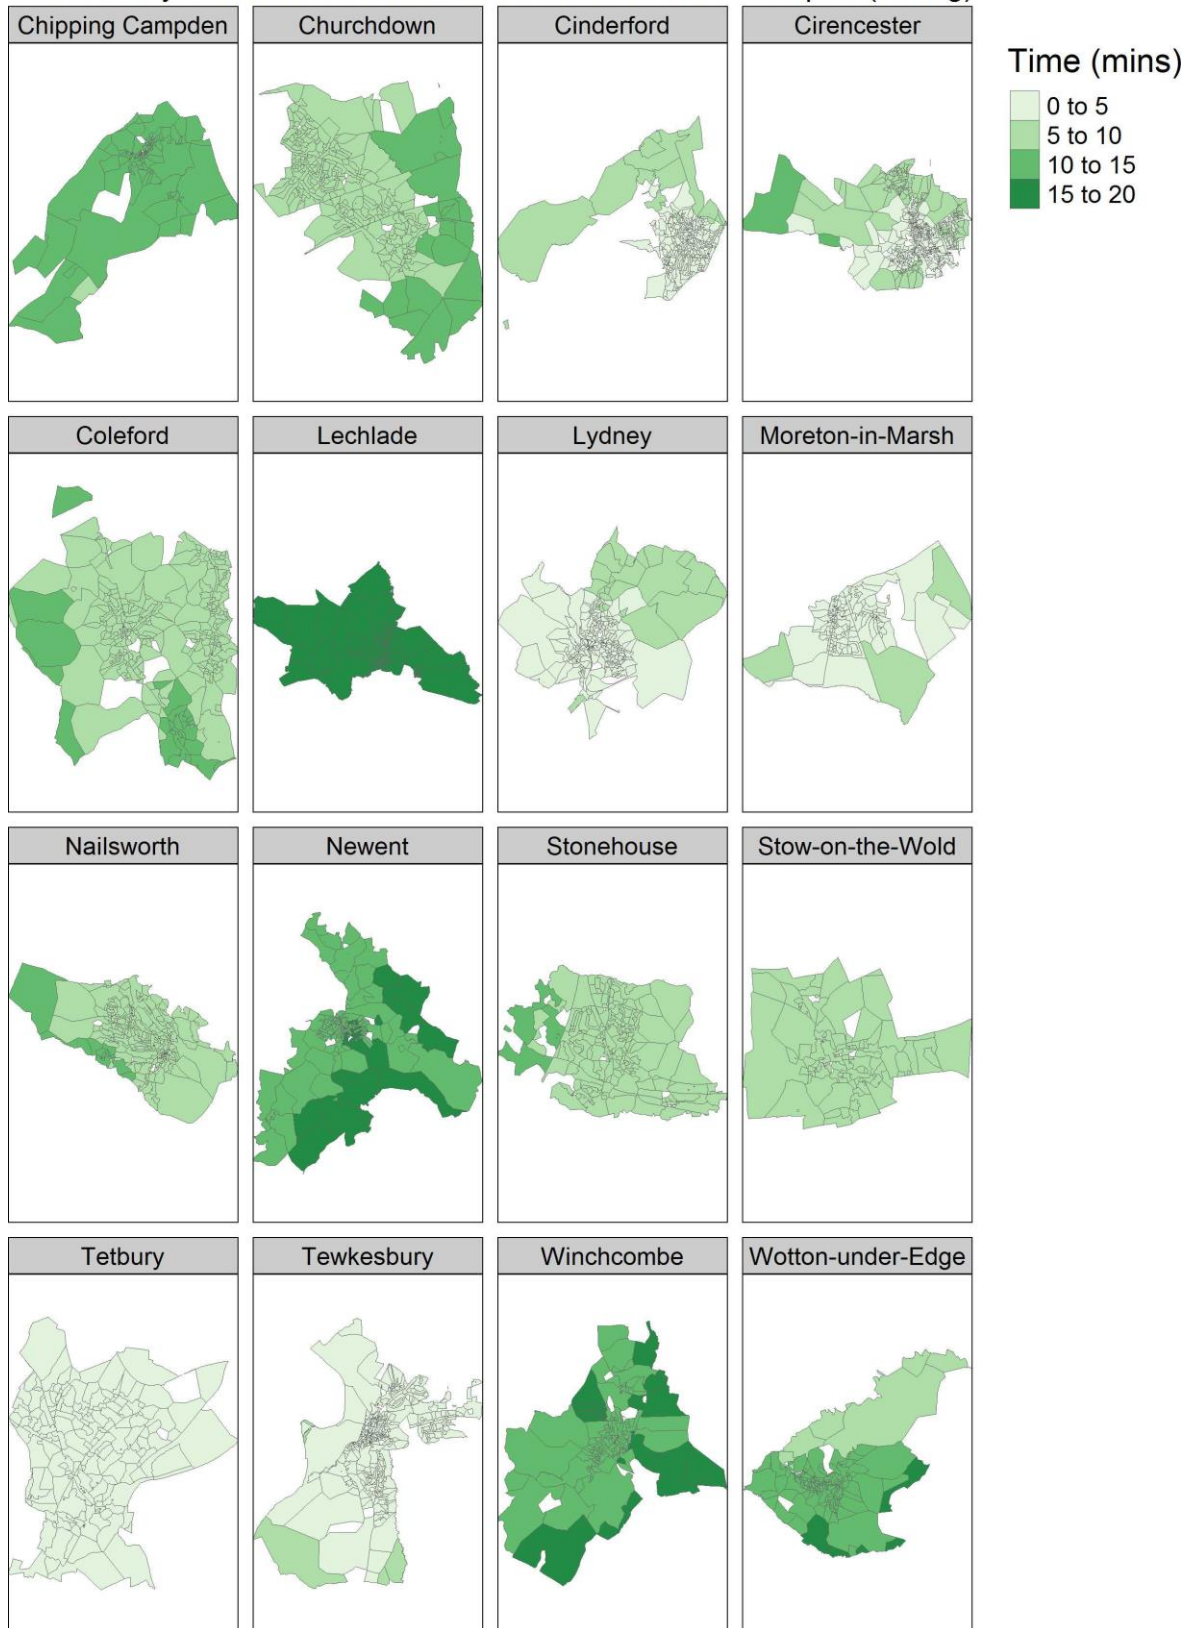 Chipping Campden
Churchdown
Cinderford
Cirencester
Time (mins)
0 to 5
5 to 10
10 to 15
15 to 20
Coleford
Lechlade
Lydney
Moreton-in-Marsh
Nailsworth
Newent
Stonehouse
Stow-on-the-Wold
Tetbury
Tewkesbury
Winchcombe
Wotton-under-Edge